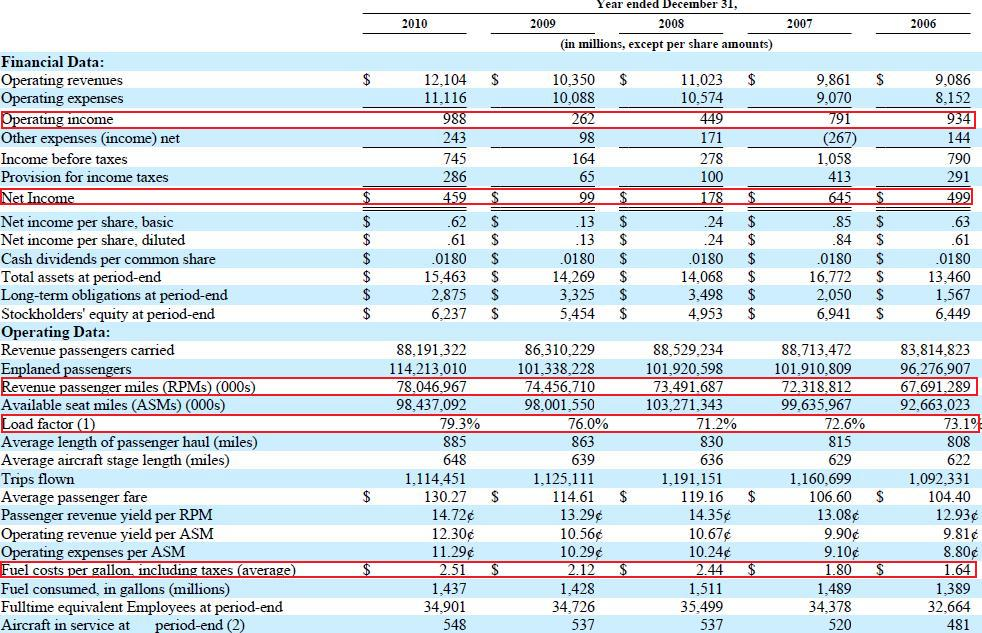 Year ended December 31,
2010 2009 2008 2007 2006
(in millions, except per share amounts)
Financial Data:
Operating revenues $ 12,104 $ 10,350 $ 11,023 $ 9,861 $ 9,086
Operating expenses 11,116 10,088 10,574 9,070 8,152
Operating income 988 262 449 791 934
Other expenses (income) net 243 98 171 (267) 144
Income before taxes 745 164 278 1,058 790
Provision for income taxes 286 65 100 413 291
Net Income $ 459 $ 99 $ 178 $ 645 $ 499
Net income per share, basic $ .62 $ .13 $ .24 $ .85 $ .63
Net income per share, diluted $ .61 $ .13 $ .24 $ .84 $ .61
Cash dividends per common share $ .0180 $ .0180 $ .0180 $ .0180 $ .0180
Total assets at period-end $ 15,463 $ 14,269 $ 14,068 $ 16,772 $ 13,460
Long-term obligations at period-end $ 2,875 $ 3,325 $ 3,498 $ 2,050 $ 1,567
Stockholders' equity at period-end $ 6,237 $ 5,454 $ 4,953 $ 6,941 $ 6,449
Operating Data:
Revenue passengers carried 88,191,322 86,310,229 88,529,234 88,713,472 83,814,823
Enplaned passengers 114,213,010 101,338,228 101,920,598 101,910,809 96,276,907
Revenue passenger miles (RPMs) (000s) 78,046,967 74,456,710 73,491,687 72,318,812 67,691,289
Available seat miles (ASMs) (000s) 98,437,092 98,001,550 103,271,343 99,635,967 92,663,023
Load factor (1) 79.3% 76.0% 71.2% 72.6% 73.1%
Average length of passenger haul (miles) 885 863 830 815 808
Average aircraft stage length (miles) 648 639 636 629 622
Trips flown 1,114,451 1,125,111 1,191,151 1,160,699 1,092,331
Average passenger fare $ 130.27 $ 114.61 $ 119.16 $ 106.60 $ 104.40
Passenger revenue yield per RPM 14.72¢ 13.29¢ 14.35¢ 13.08¢ 12.93¢
Operating revenue yield per ASM 12.30¢ 10.56¢ 10.67¢ 9.90¢ 9.81¢
Operating expenses per ASM 11.29¢ 10.29¢ 10.24¢ 9.10¢ 8.80¢
Fuel costs per gallon, including taxes (average) $ 2.51 $ 2.12 $ 2.44 $ 1.80 $ 1.64
Fuel consumed, in gallons (millions) 1,437 1,428 1,511 1,489 1,389
Fulltime equivalent Employees at period-end 34,901 34,726 35,499 34,378 32,664
Aircraft in service at period-end (2) 548 537 537 520 481